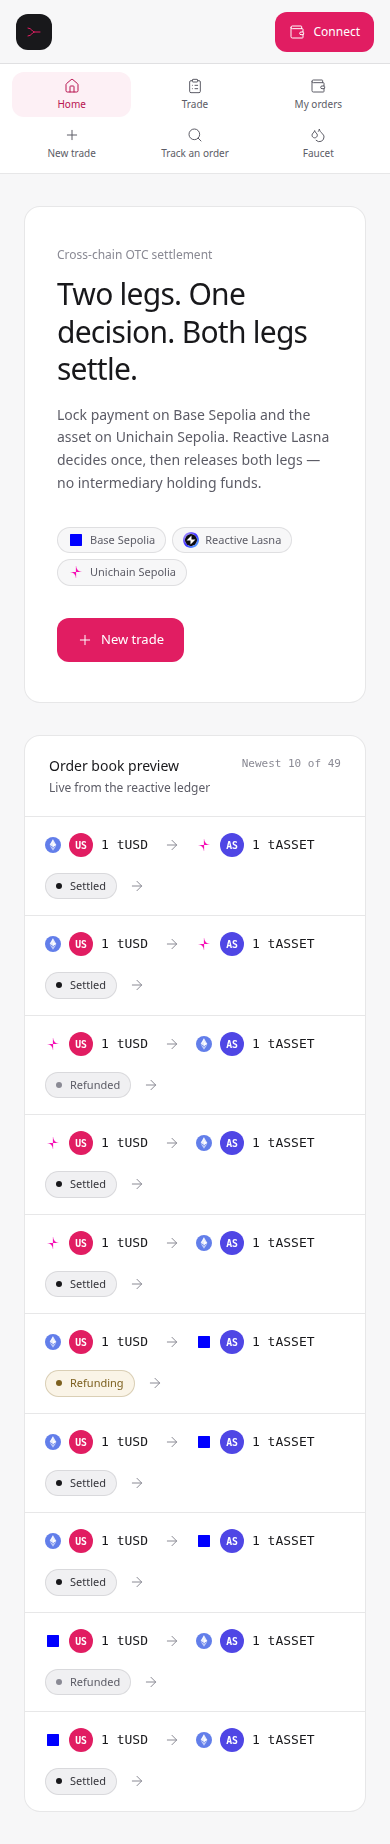 Connect
Home
Trade
My orders
New trade
Track an order
Faucet
Cross-chain OTC settlement
Two legs. One
decision. Both legs
settle.
Lock payment on Base Sepolia and the
asset on Unichain Sepolia. Reactive Lasna
decides once, then releases both legs —
no intermediary holding funds.
Base Sepolia
Reactive Lasna
Unichain Sepolia
New trade
Order book preview
Newest 10 of 49
Live from the reactive ledger
US 1 tUSD → AS 1 tASSET
Settled →
US 1 tUSD → AS 1 tASSET
Settled →
US 1 tUSD → AS 1 tASSET
Refunded →
US 1 tUSD → AS 1 tASSET
Settled →
US 1 tUSD → AS 1 tASSET
Settled →
US 1 tUSD → AS 1 tASSET
Refunding →
US 1 tUSD → AS 1 tASSET
Settled →
US 1 tUSD → AS 1 tASSET
Settled →
US 1 tUSD → AS 1 tASSET
Refunded →
US 1 tUSD → AS 1 tASSET
Settled →